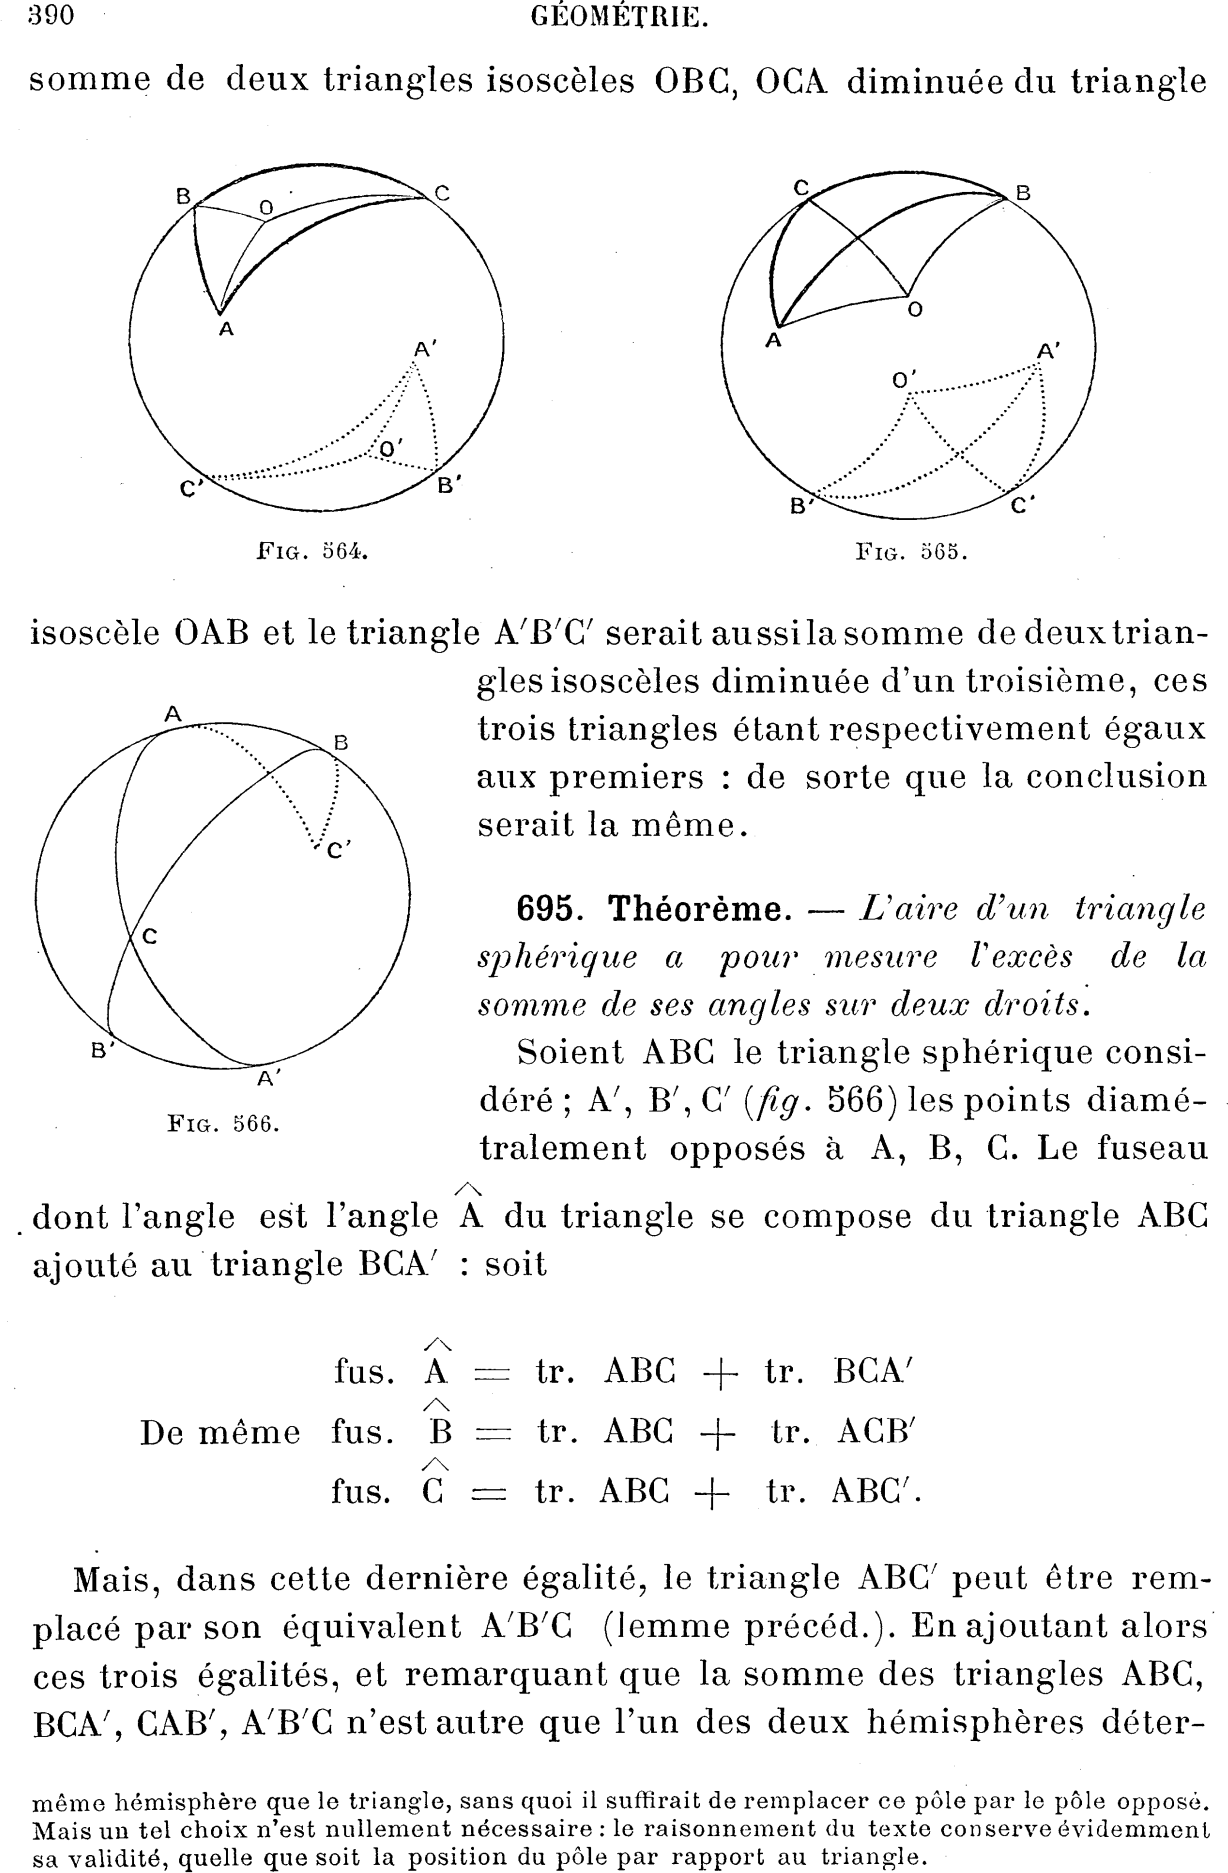 390 GÉOMÉTRIE.
somme de deux triangles isoscèles OBC, OCA diminuée du triangle
B O C
A
A'
O'
C' B'
FIG. 564.
C B
A O
O' A'
B' C'
FIG. 565.
isoscèle OAB et le triangle A′B′C′ serait aussi la somme de deux trian-
gles isoscèles diminuée d'un troisième, ces
trois triangles étant respectivement égaux
aux premiers : de sorte que la conclusion
serait la même.
A
B
C'
C
B'
A'
FIG. 566.
695. Théorème. — L'aire d'un triangle
sphérique a pour mesure l'excès de la
somme de ses angles sur deux droits.
Soient ABC le triangle sphérique consi-
déré ; A′, B′, C′ (fig. 566) les points diamé-
tralement opposés à A, B, C. Le fuseau
dont l'angle est l'angle Â du triangle se compose du triangle ABC
ajouté au triangle BCA′ : soit
fus. Â = tr. ABC + tr. BCA′
De même fus. B̂ = tr. ABC + tr. ACB′
fus. Ĉ = tr. ABC + tr. ABC′.
Mais, dans cette dernière égalité, le triangle ABC′ peut être rem-
placé par son équivalent A′B′C (lemme précéd.). En ajoutant alors
ces trois égalités, et remarquant que la somme des triangles ABC,
BCA′, CAB′, A′B′C n'est autre que l'un des deux hémisphères déter-
même hémisphère que le triangle, sans quoi il suffirait de remplacer ce pôle par le pôle opposé.
Mais un tel choix n'est nullement nécessaire : le raisonnement du texte conserve évidemment
sa validité, quelle que soit la position du pôle par rapport au triangle.